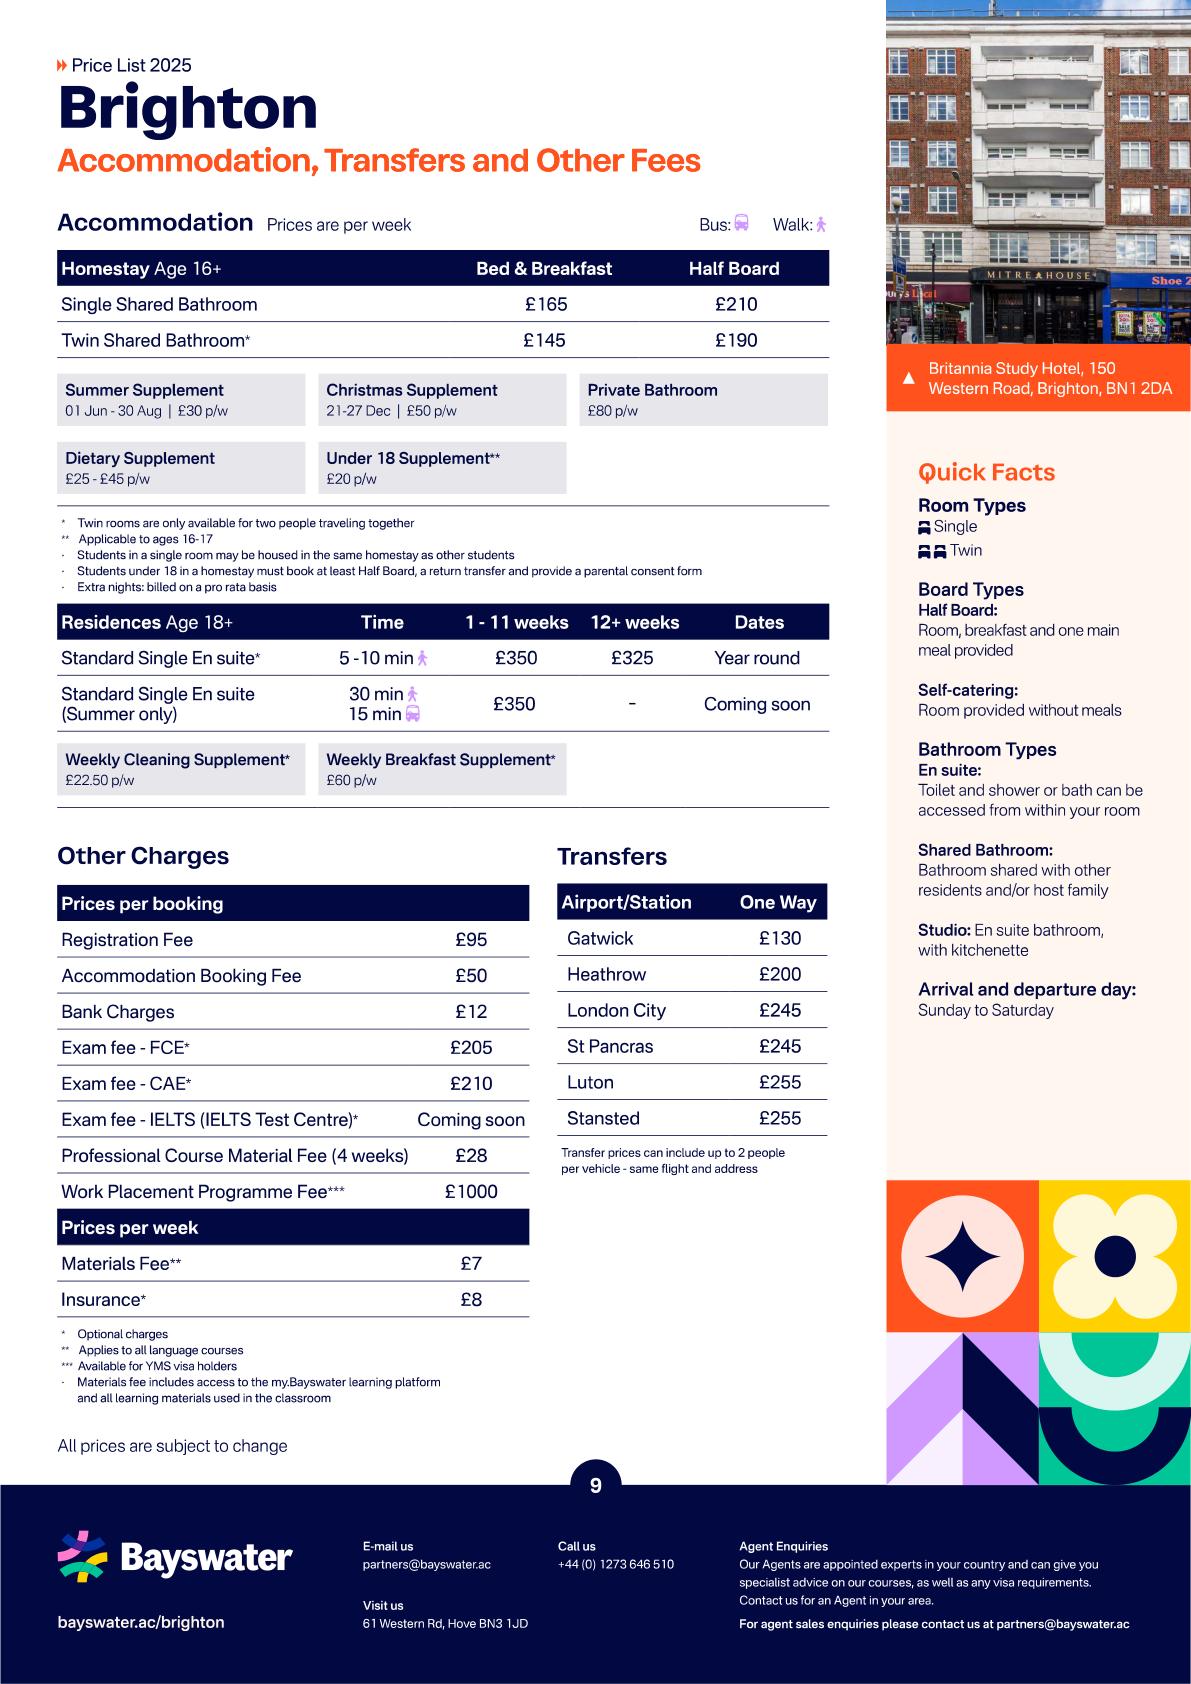 Price List 2025
Brighton
Accommodation, Transfers and Other Fees
Accommodation Prices are per week Bus: Walk:
Homestay Age 16+ Bed & Breakfast Half Board
Single Shared Bathroom £165 £210
Twin Shared Bathroom* £145 £190
Summer Supplement
01 Jun - 30 Aug | £30 p/w
Christmas Supplement
21-27 Dec | £50 p/w
Private Bathroom
£80 p/w
Dietary Supplement
£25 - £45 p/w
Under 18 Supplement**
£20 p/w
* Twin rooms are only available for two people traveling together
** Applicable to ages 16-17
· Students in a single room may be housed in the same homestay as other students
· Students under 18 in a homestay must book at least Half Board, a return transfer and provide a parental consent form
· Extra nights: billed on a pro rata basis
Residences Age 18+ Time 1 - 11 weeks 12+ weeks Dates
Standard Single En suite* 5 -10 min £350 £325 Year round
Standard Single En suite
(Summer only) 30 min
15 min £350 - Coming soon
Weekly Cleaning Supplement*
£22.50 p/w
Weekly Breakfast Supplement*
£60 p/w
Other Charges
Prices per booking
Registration Fee £95
Accommodation Booking Fee £50
Bank Charges £12
Exam fee - FCE* £205
Exam fee - CAE* £210
Exam fee - IELTS (IELTS Test Centre)* Coming soon
Professional Course Material Fee (4 weeks) £28
Work Placement Programme Fee*** £1000
Prices per week
Materials Fee** £7
Insurance* £8
* Optional charges
** Applies to all language courses
*** Available for YMS visa holders
· Materials fee includes access to the my.Bayswater learning platform
and all learning materials used in the classroom
All prices are subject to change
Transfers
Airport/Station One Way
Gatwick £130
Heathrow £200
London City £245
St Pancras £245
Luton £255
Stansted £255
Transfer prices can include up to 2 people
per vehicle - same flight and address
MITRE HOUSE
Local
Shoe
Britannia Study Hotel, 150
Western Road, Brighton, BN1 2DA
Quick Facts
Room Types
Single
Twin
Board Types
Half Board:
Room, breakfast and one main
meal provided
Self-catering:
Room provided without meals
Bathroom Types
En suite:
Toilet and shower or bath can be
accessed from within your room
Shared Bathroom:
Bathroom shared with other
residents and/or host family
Studio: En suite bathroom,
with kitchenette
Arrival and departure day:
Sunday to Saturday
9
Bayswater
bayswater.ac/brighton
E-mail us
partners@bayswater.ac
Visit us
61 Western Rd, Hove BN3 1JD
Call us
+44 (0) 1273 646 510
Agent Enquiries
Our Agents are appointed experts in your country and can give you
specialist advice on our courses, as well as any visa requirements.
Contact us for an Agent in your area.
For agent sales enquiries please contact us at partners@bayswater.ac